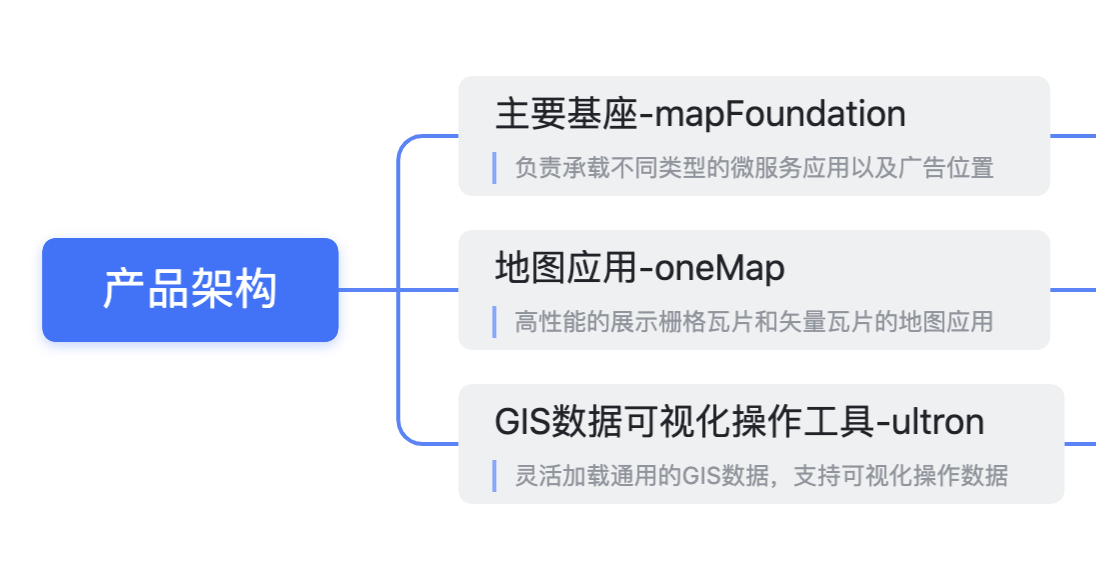 产品架构
主要基座-mapFoundation
负责承载不同类型的微服务应用以及广告位置
地图应用-oneMap
高性能的展示栅格瓦片和矢量瓦片的地图应用
GIS数据可视化操作工具-ultron
灵活加载通用的GIS数据，支持可视化操作数据